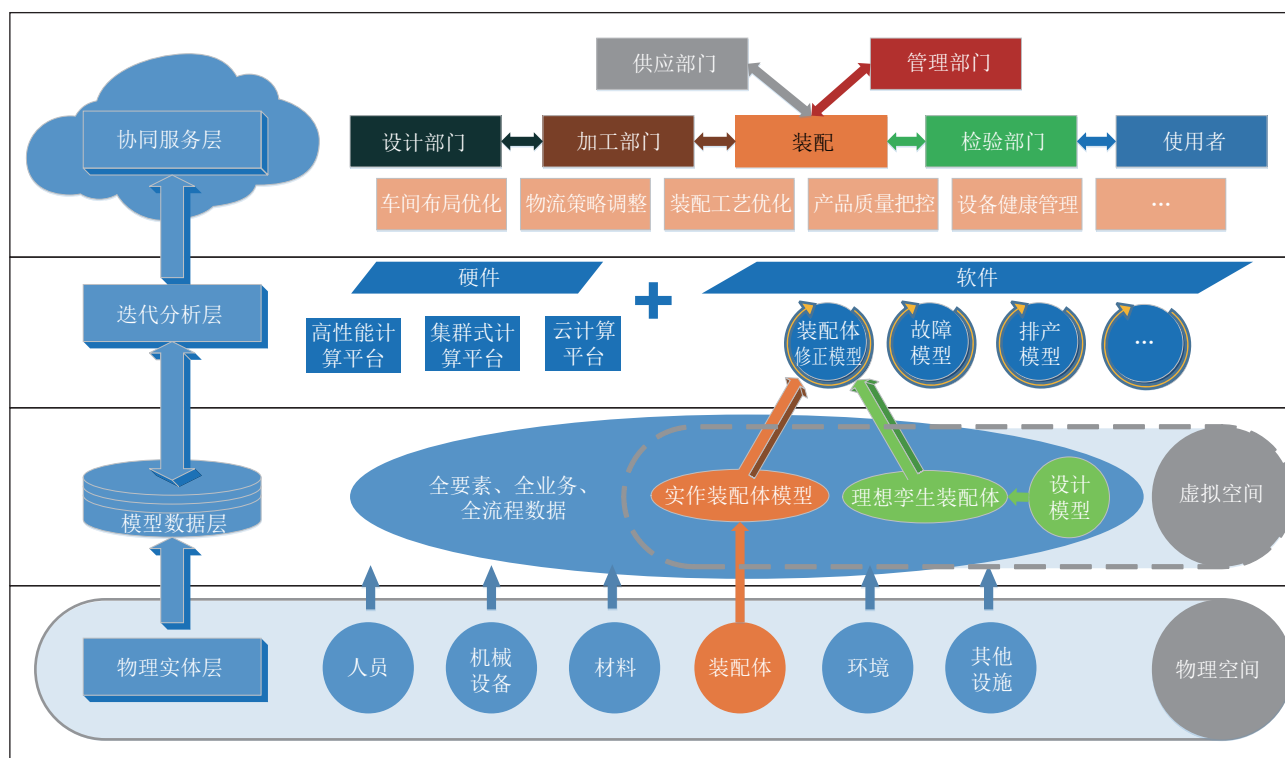 供应部门
管理部门
协同服务层
设计部门
加工部门
装配
检验部门
使用者
车间布局优化
物流策略调整
装配工艺优化
产品质量把控
设备健康管理
…
硬件
软件
迭代分析层
高性能计
算平台
集群式计
算平台
云计算
平台
装配体
修正模型
故障
模型
排产
模型
…
模型数据层
全要素、全业务、
全流程数据
实作装配体模型
理想孪生装配体
设计
模型
虚拟空间
物理实体层
人员
机械
设备
材料
装配体
环境
其他
设施
物理空间